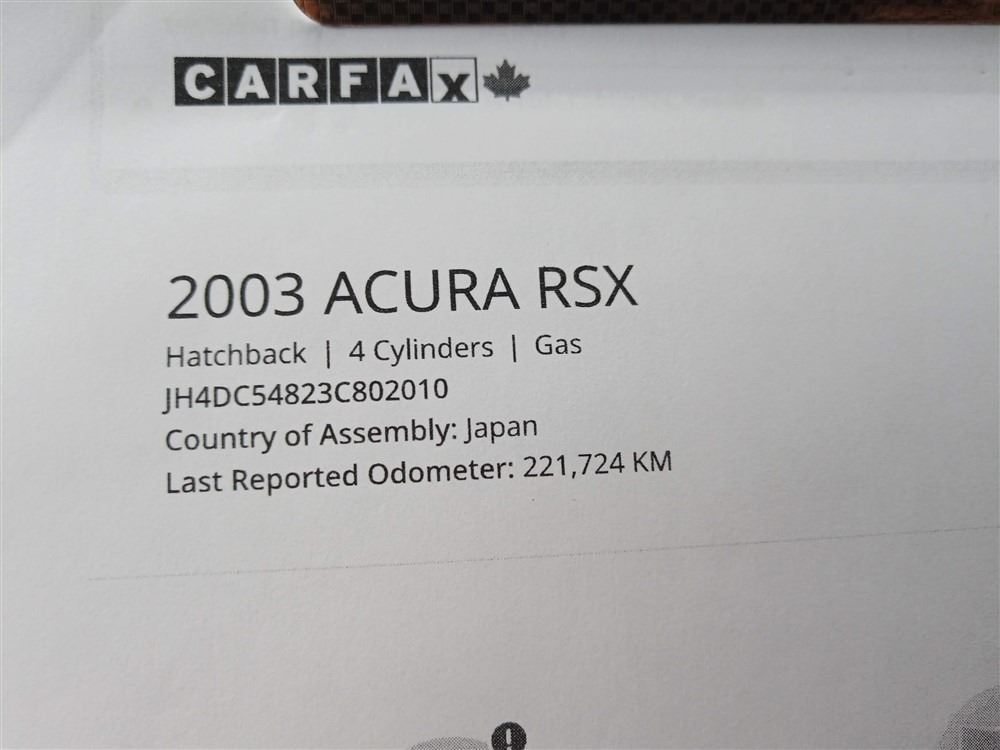 CARFAX
2003 ACURA RSX
Hatchback | 4 Cylinders | Gas
JH4DC54823C802010
Country of Assembly: Japan
Last Reported Odometer: 221,724 KM
!